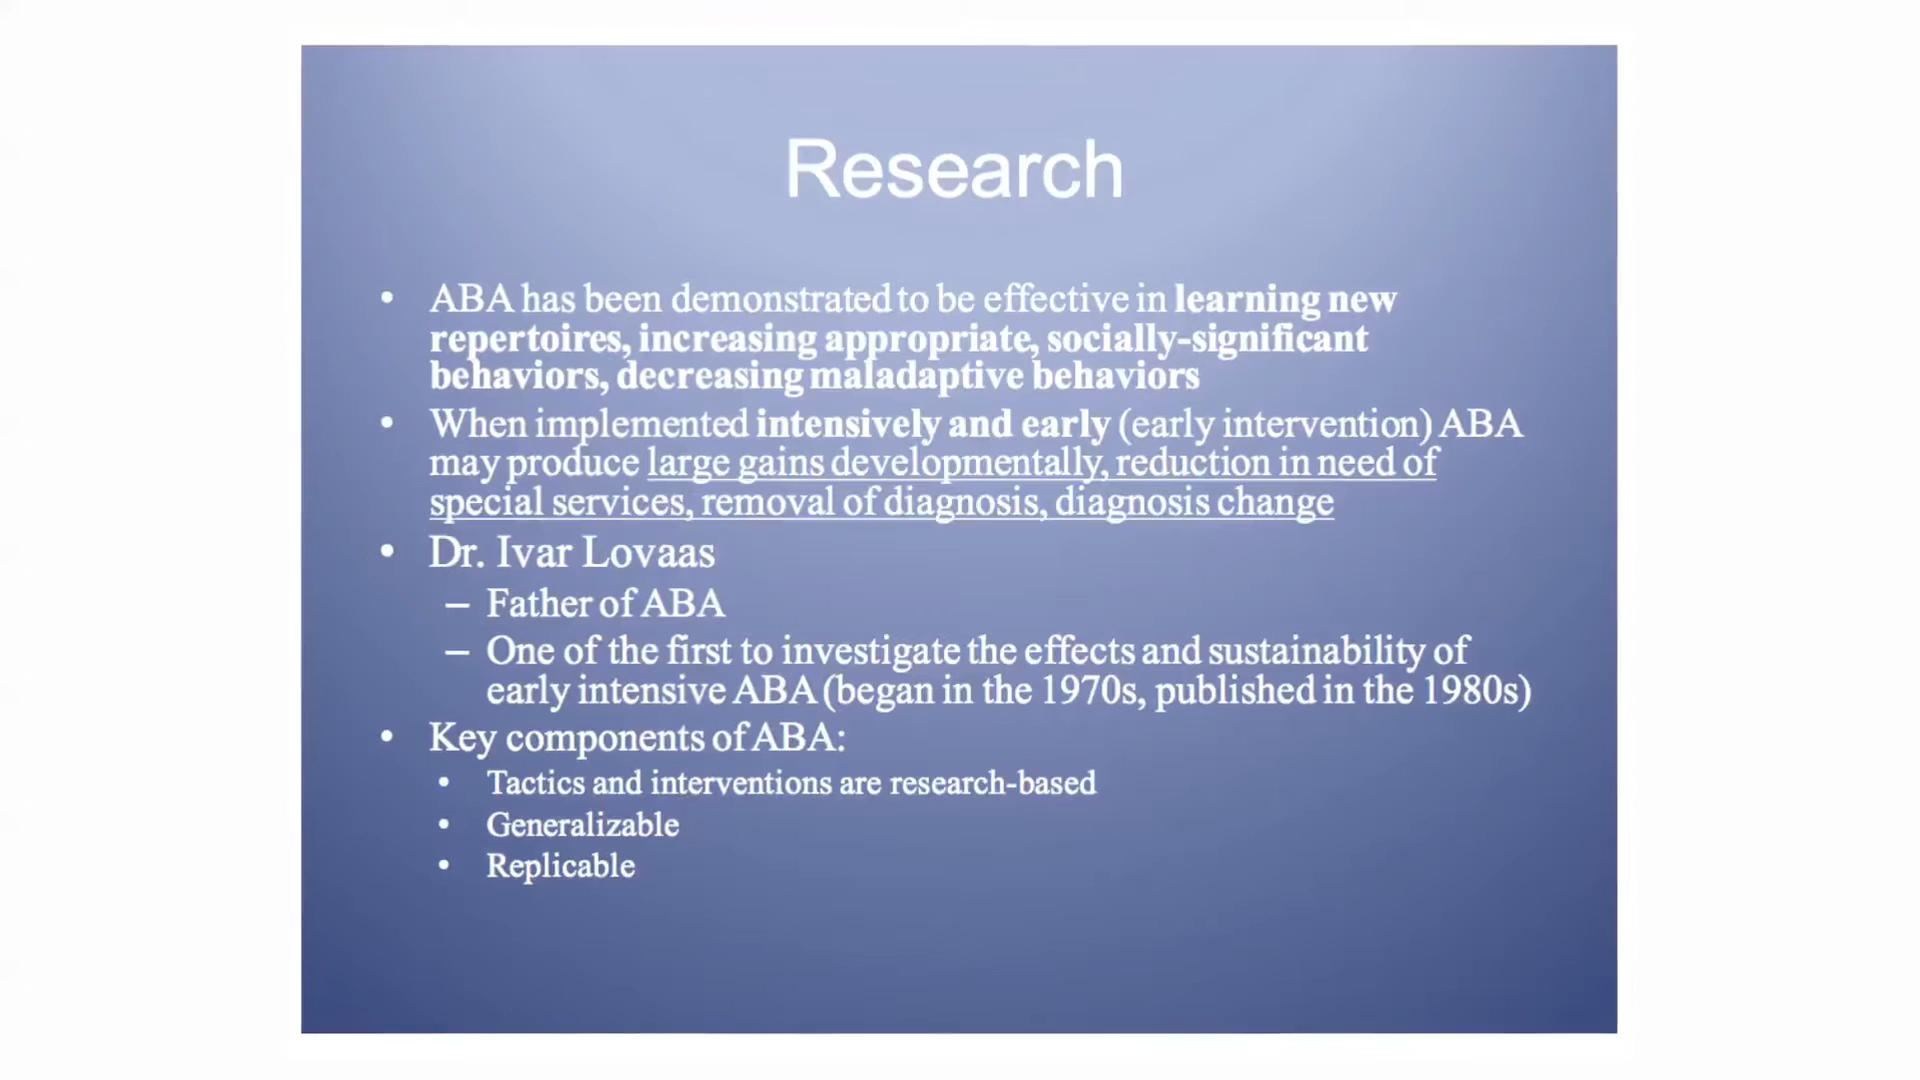 Research
• ABA has been demonstrated to be effective in learning new
repertoires, increasing appropriate, socially-significant
behaviors, decreasing maladaptive behaviors
• When implemented intensively and early (early intervention) ABA
may produce large gains developmentally, reduction in need of
special services, removal of diagnosis, diagnosis change
• Dr. Ivar Lovaas
– Father of ABA
– One of the first to investigate the effects and sustainability of
early intensive ABA (began in the 1970s, published in the 1980s)
• Key components of ABA:
• Tactics and interventions are research-based
• Generalizable
• Replicable